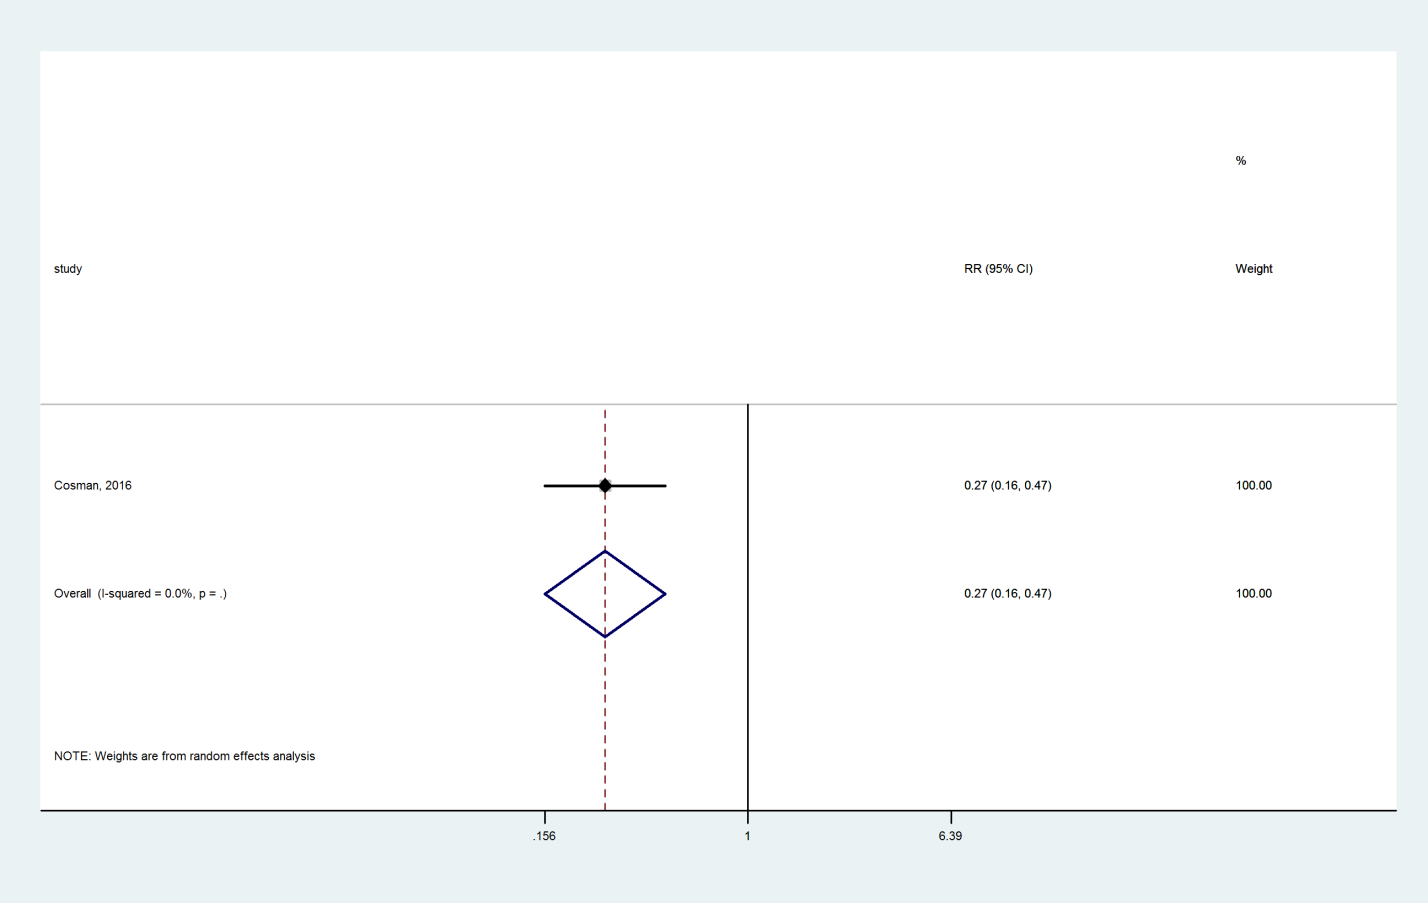 %
study RR (95% CI) Weight
Cosman, 2016 0.27 (0.16, 0.47) 100.00
Overall (I-squared = 0.0%, p = .) 0.27 (0.16, 0.47) 100.00
NOTE: Weights are from random effects analysis
.156 1 6.39